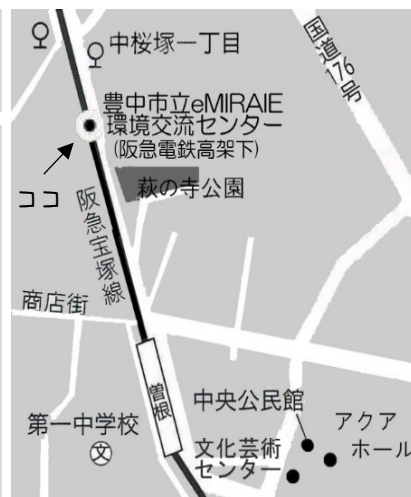 中桜塚一丁目
国道176号
豊中市立eMIRAIE
環境交流センター
(阪急電鉄高架下)
ココ
萩の寺公園
阪急宝塚線
商店街
曽根
中央公民館
第一中学校
文
アクア
ホール
文化芸術
センター